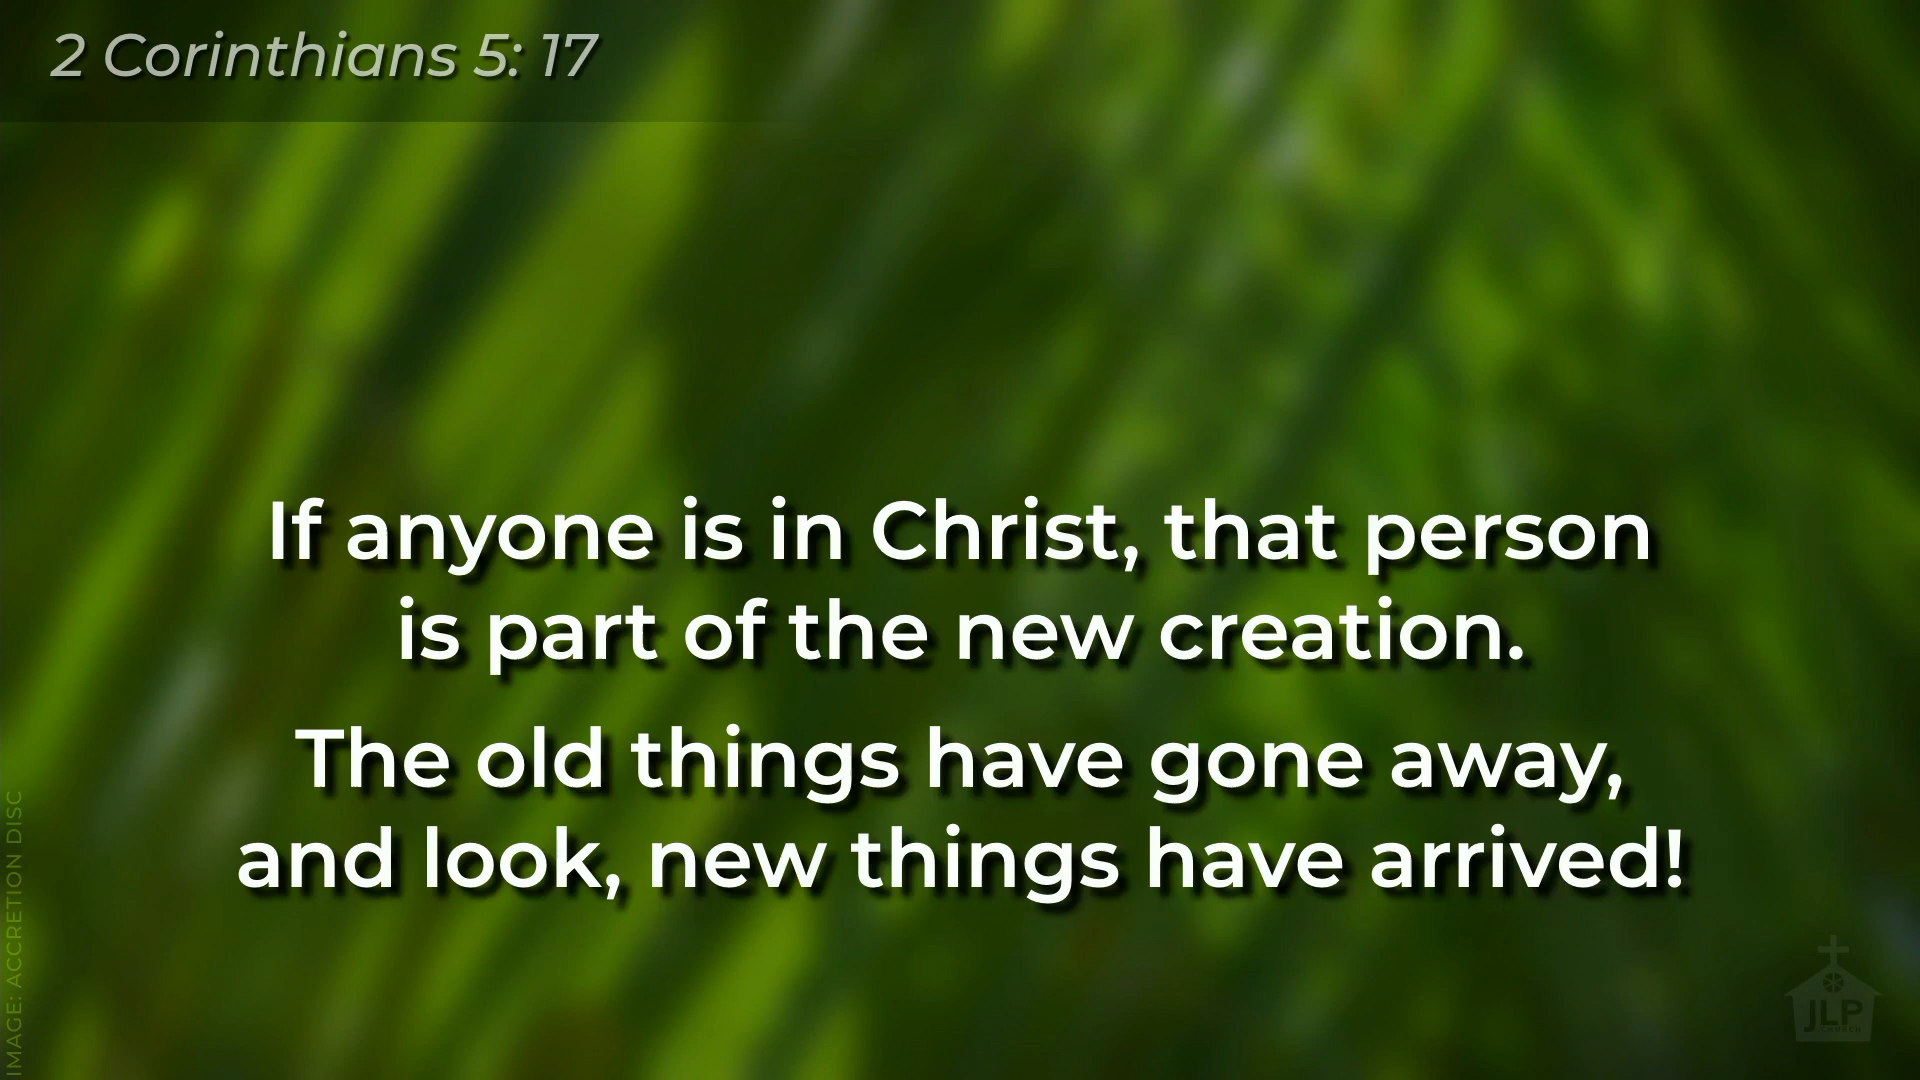 2 Corinthians 5: 17
If anyone is in Christ, that person
is part of the new creation.
The old things have gone away,
and look, new things have arrived!
IMAGE: ACCRETION DISC
JLP
CHURCH